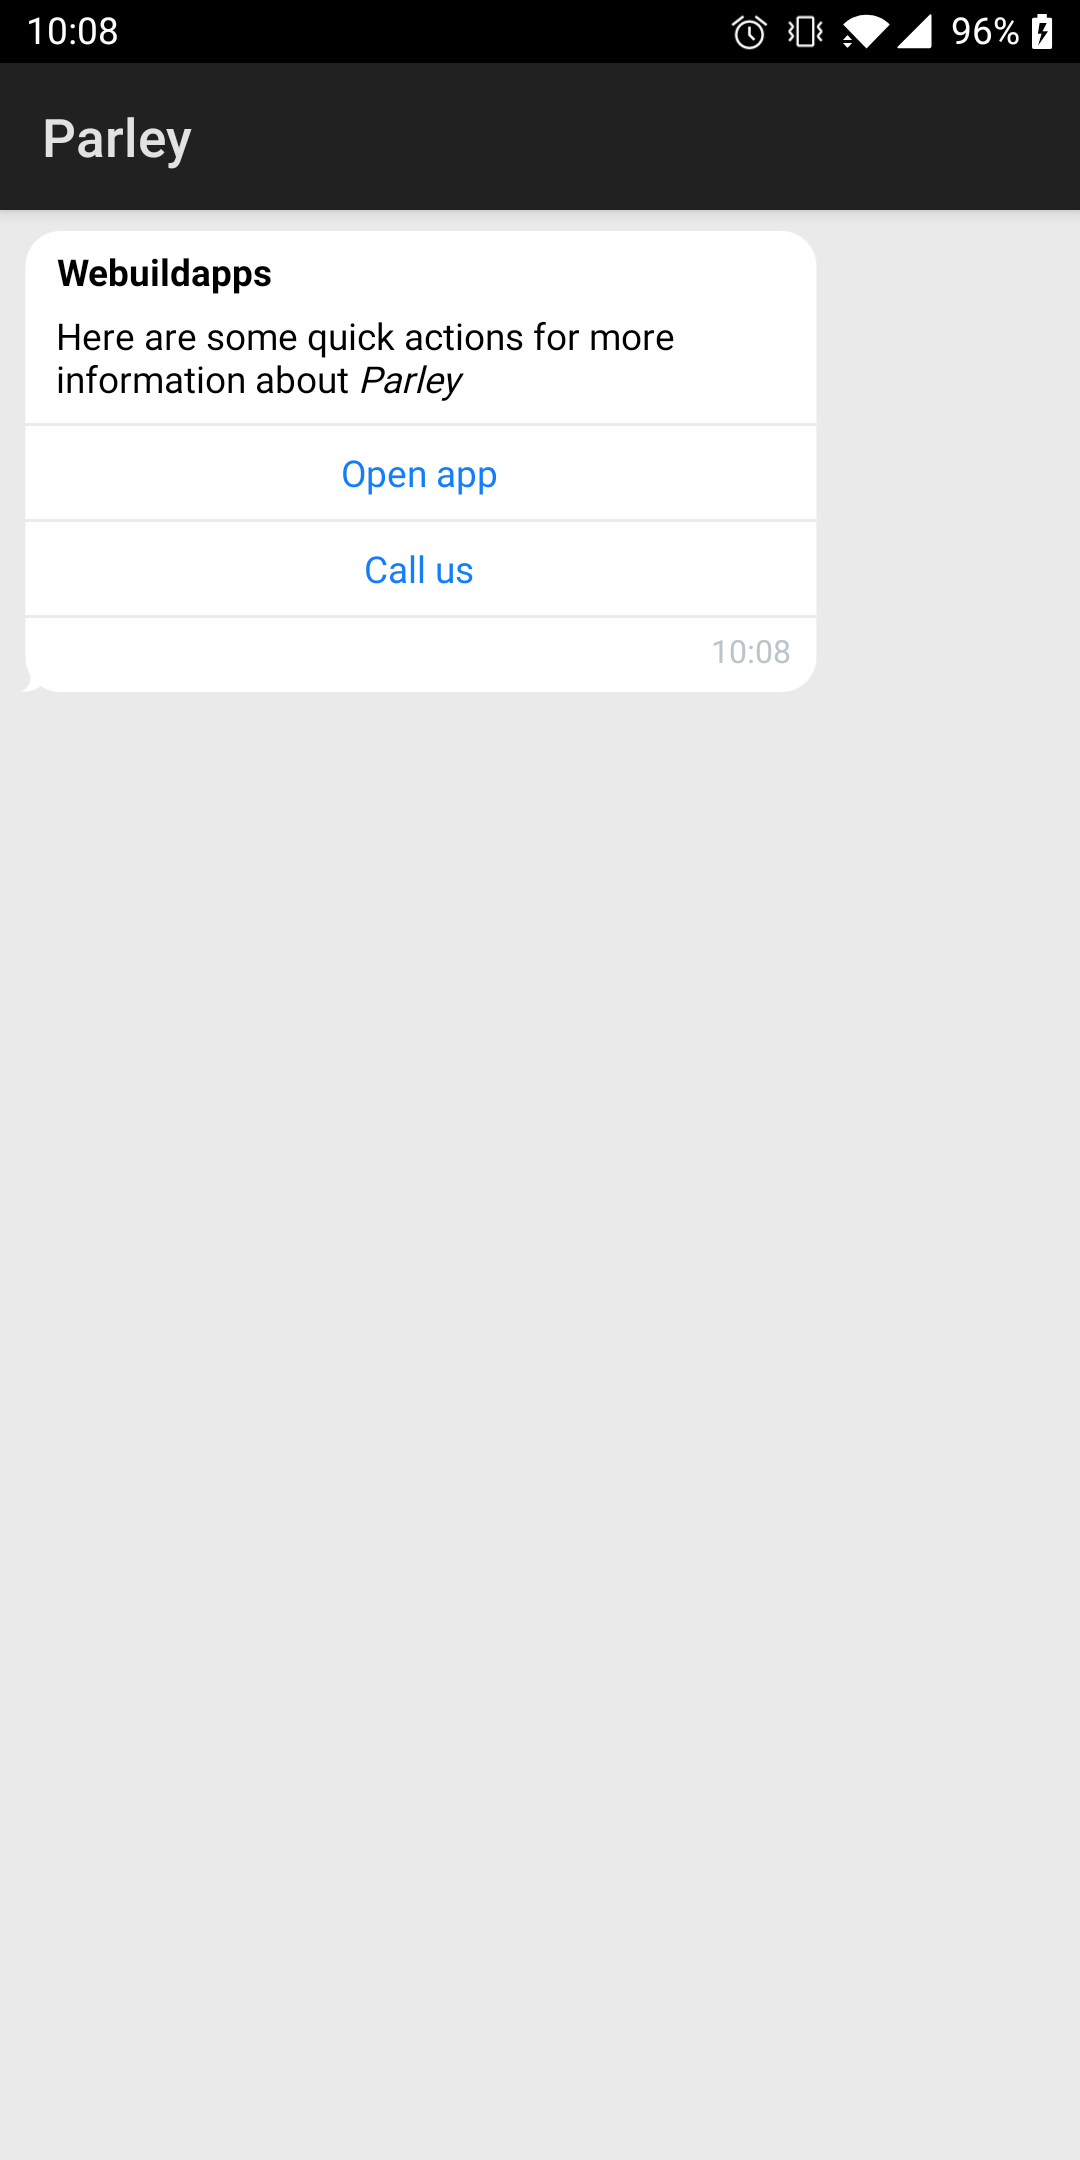 10:08 96%
Parley
Webuildapps
Here are some quick actions for more
information about Parley
Open app
Call us
10:08